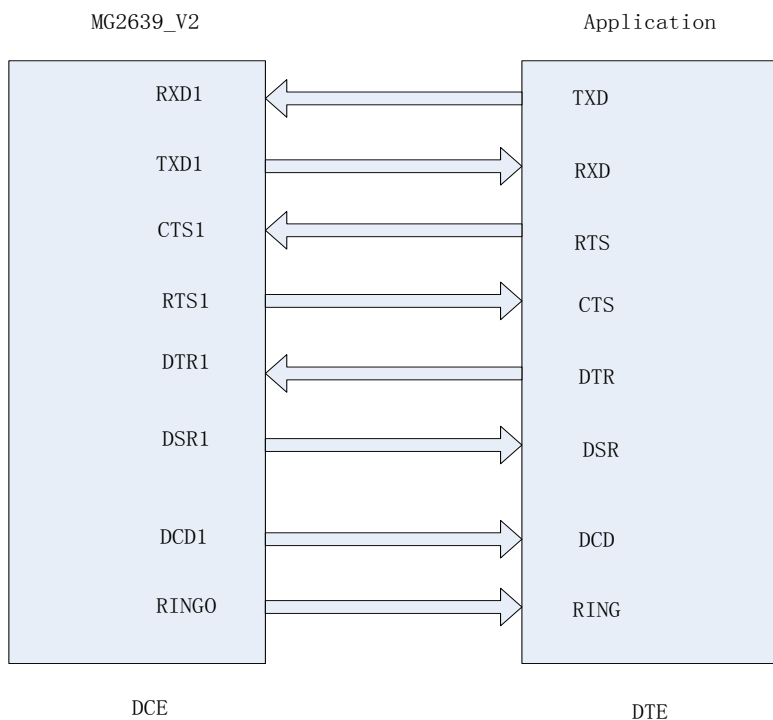 MG2639_V2 Application
RXD1 TXD
TXD1 RXD
CTS1 RTS
RTS1 CTS
DTR1 DTR
DSR1 DSR
DCD1 DCD
RINGO RING
DCE DTE